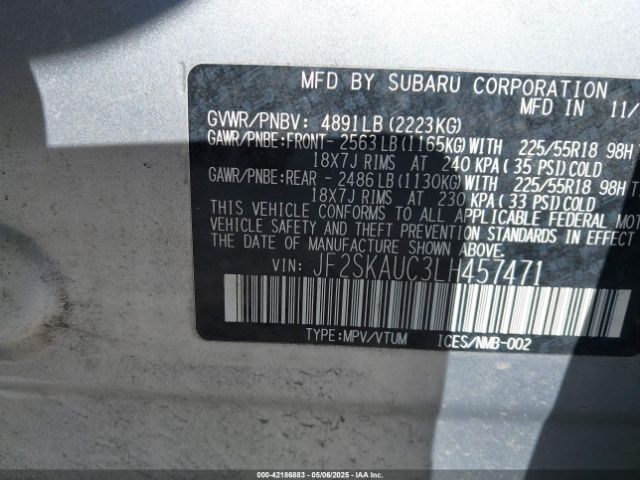 MFD BY SUBARU CORPORATION
MFD IN 11/
GVWR/PNBV: 4891LB(2223KG)
GAWR/PNBE:FRONT- 2563LB(1165KG)WITH 225/55R18 98H
18X7J RIMS AT 240 KPA(35 PSI)COLD
GAWR/PNBE:REAR - 2486LB(1130KG)WITH 225/55R18 98H
18X7J RIMS AT 230 KPA(33 PSI)COLD
THIS VEHICLE CONFORMS TO ALL APPLICABLE FEDERAL MOT
VEHICLE SAFETY AND THEFT PREVENTION STANDARDS IN EFFECT
THE DATE OF MANUFACTURE SHOWN ABOVE.
VIN: JF2SKAUC3LH457471
TYPE:MPV/VTUM ICES/NMB-002
000-42186883 - 05/06/2025 - IAA, Inc.